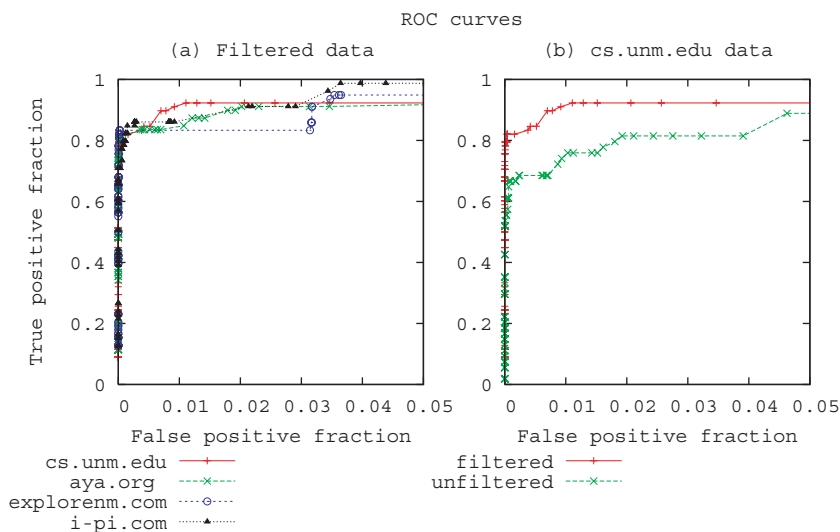 ROC curves
(a) Filtered data
(b) cs.unm.edu data
True positive fraction
1
0.8
0.6
0.4
0.2
0
0 0.01 0.02 0.03 0.04 0.05
False positive fraction
1
0.8
0.6
0.4
0.2
0
0 0.01 0.02 0.03 0.04 0.05
False positive fraction
cs.unm.edu
aya.org
explorenm.com
i-pi.com
filtered
unfiltered